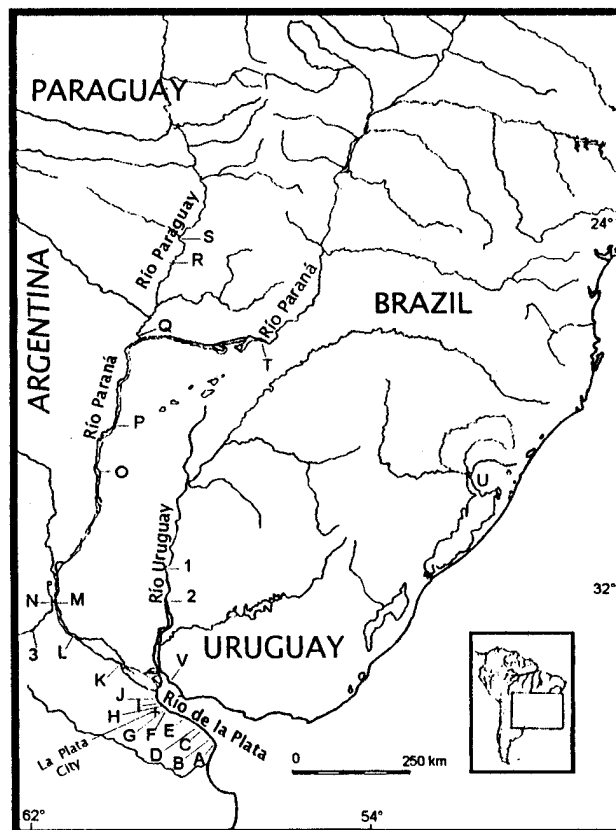 PARAGUAY
24°
Río Paraguay
S
R
ARGENTINA
BRAZIL
Río Paraná
Q
T
Río Paraná
P
O
U
Río Uruguay
1
2
32°
N
M
3
L
URUGUAY
K
V
J
I
H
Río de la Plata
G
F
E
D
C
B
A
La Plata
City
0
250 km
62°
54°